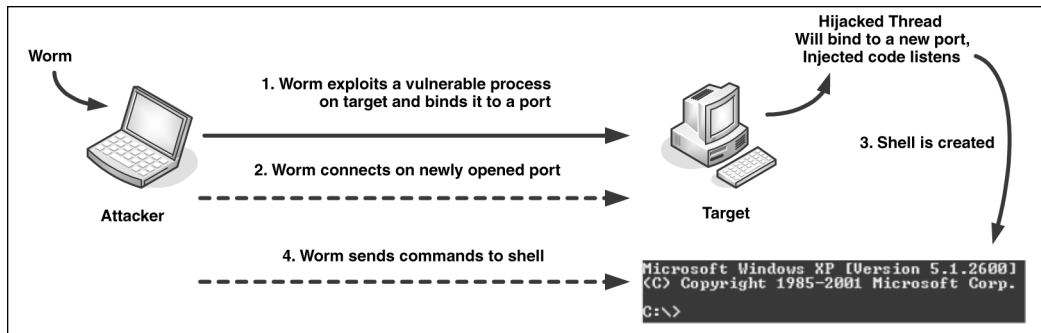 Worm
1. Worm exploits a vulnerable process
on target and binds it to a port
Hijacked Thread
Will bind to a new port,
Injected code listens
3. Shell is created
2. Worm connects on newly opened port
Attacker
Target
4. Worm sends commands to shell
Microsoft Windows XP [Version 5.1.2600]
(C) Copyright 1985-2001 Microsoft Corp.
C:\>